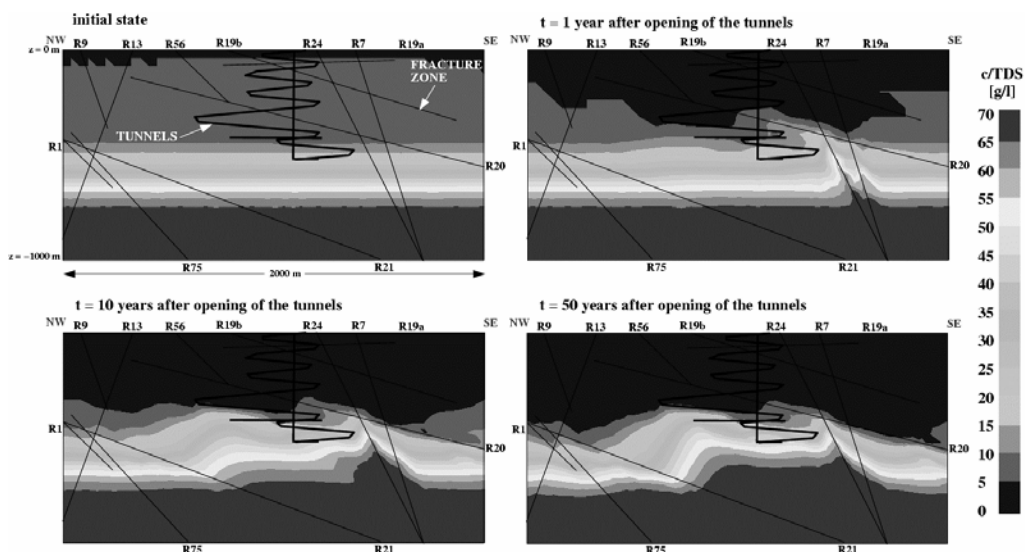 initial state
NW R9 R13 R56 R19b R24 R7 R19a SE
z = 0 m
FRACTURE
ZONE
TUNNELS
R1
R20
z = −1000 m
R75 2000 m R21
t = 1 year after opening of the tunnels
NW R9 R13 R56 R19b R24 R7 R19a SE
R1
R20
R75 R21
c/TDS
[g/l]
70
65
60
55
50
45
40
35
30
25
20
15
10
5
0
t = 10 years after opening of the tunnels
NW R9 R13 R56 R19b R24 R7 R19a SE
R1
R20
R75 R21
t = 50 years after opening of the tunnels
NW R9 R13 R56 R19b R24 R7 R19a SE
R1
R20
R75 R21